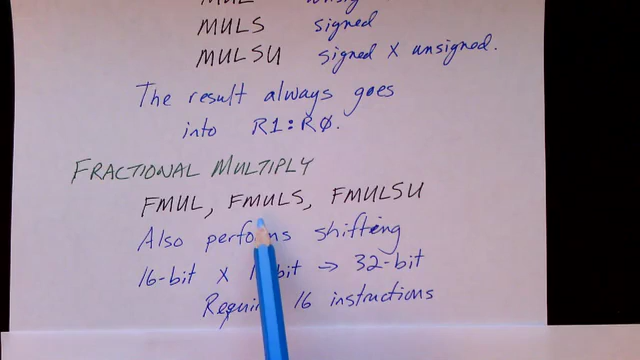 MULS signed
MULSU signed X unsigned.
The result always goes
into R1:R0.
FRACTIONAL MULTIPLY
FMUL, FMULS, FMULSU
Also performs shifting
16-bit X bit → 32-bit
16 instructions